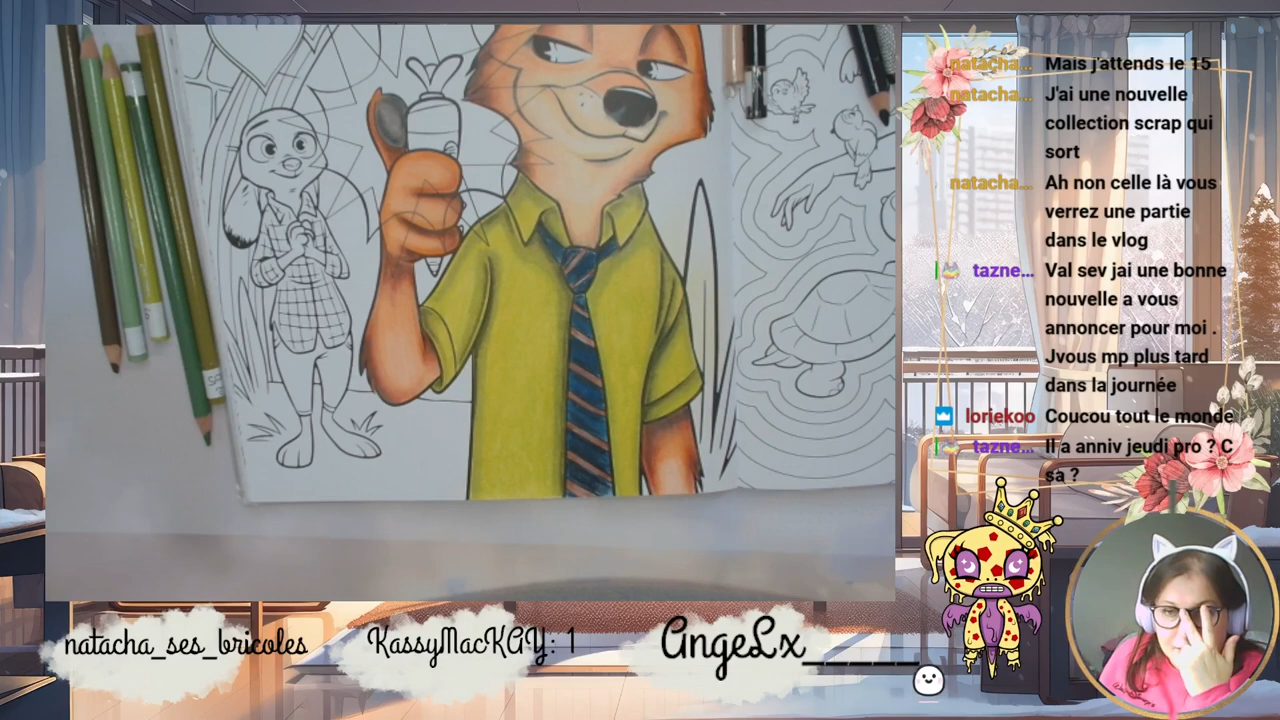 natacha... Mais j'attends le 15
natacha... J'ai une nouvelle
collection scrap qui
sort
natacha... Ah non celle là vous
verrez une partie
dans le vlog
tazne... Val sev jai une bonne
nouvelle a vous
annoncer pour moi .
Jvous mp plus tard
dans la journée
loriekoo Coucou tout le monde
tazne... Il a anniv jeudi pro ? C
sa ?
natacha_ses_bricoles
KassyMacKAY: 1
AngeLx_____